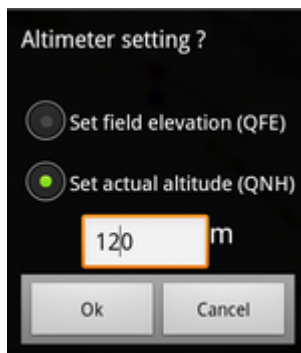 Altimeter setting ?
Set field elevation (QFE)
Set actual altitude (QNH)
120 m
Ok Cancel